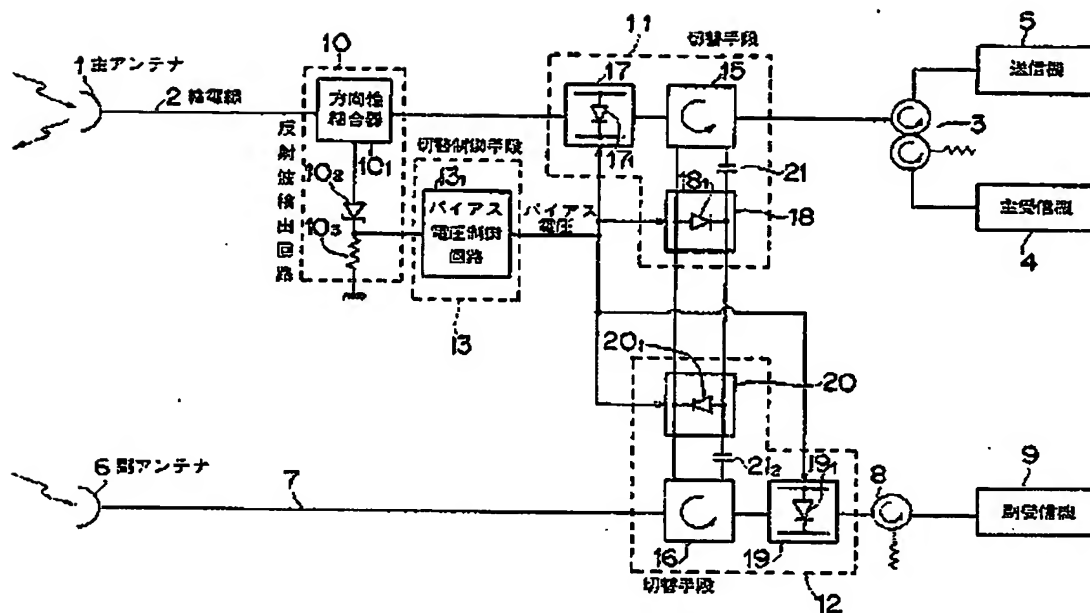 11
5
切替手段
送信機
10
17
15
1 主アンテナ
2 給電線
方向性
結合器
10₁
17₁
3
反射波検出回路
切替制御手段
10₂
13₁
バイアス
電圧制御
回路
バイアス
電圧
18₁
21
18
主受信機
4
10₃
13
20₁
20
6 副アンテナ
7
21₂
19₁
8
9
副受信機
16
19
切替手段
12